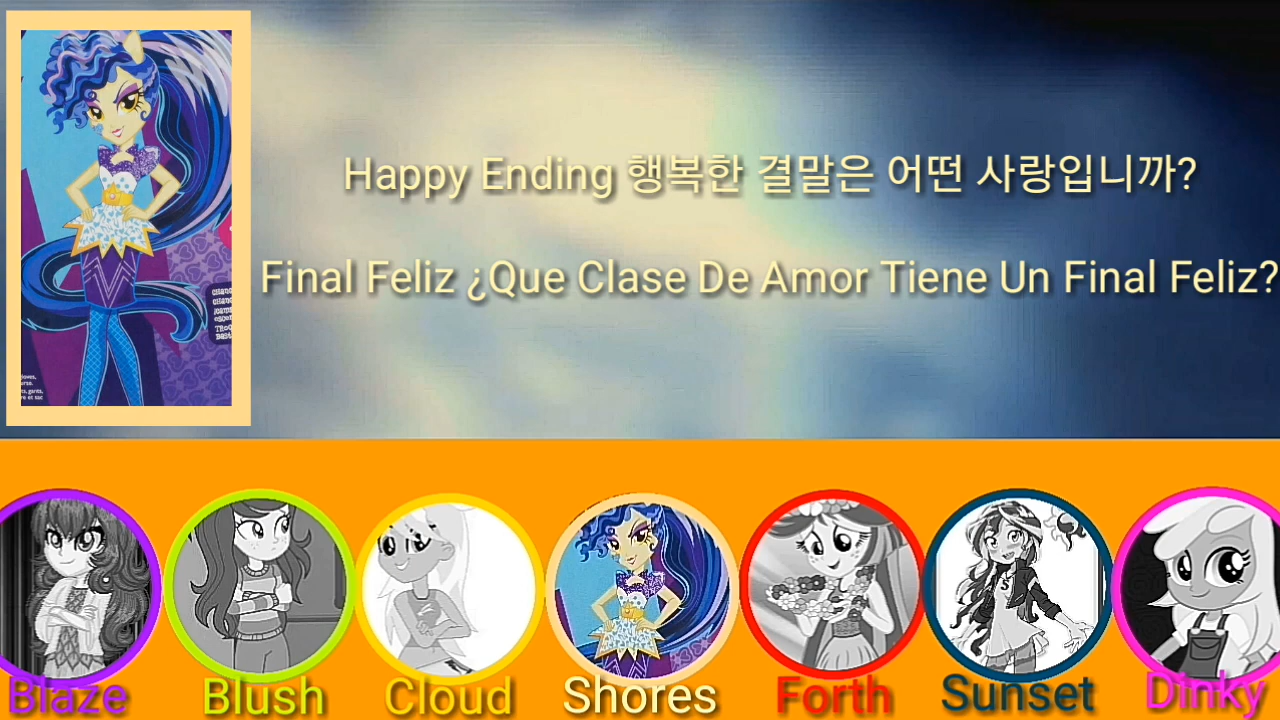 Happy Ending 행복한 결말은 어떤 사랑입니까?
Final Feliz ¿Que Clase De Amor Tiene Un Final Feliz?
Blaze
Blush
Cloud
Shores
Forth
Sunset
Dinky